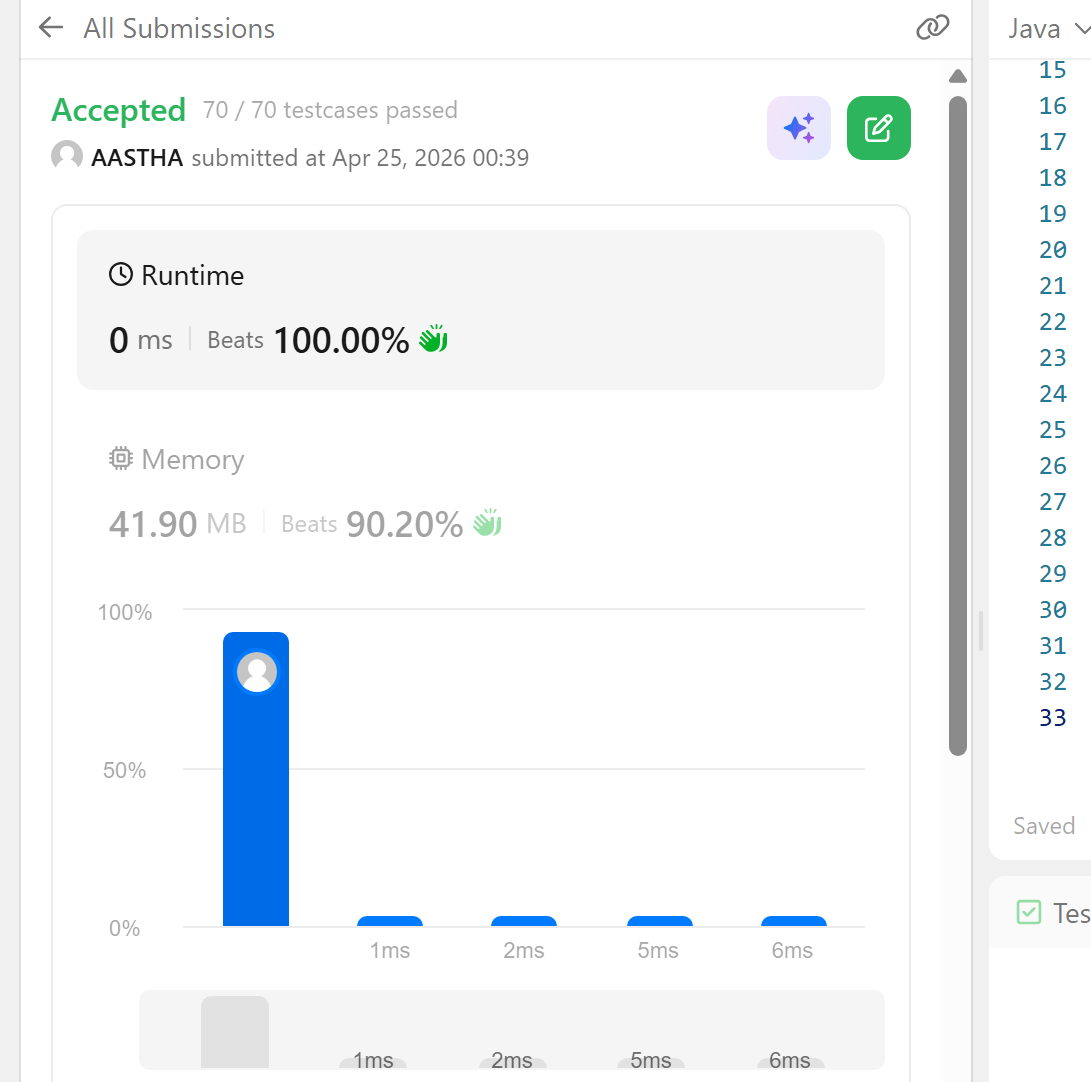 All Submissions
Java
Accepted 70 / 70 testcases passed
AASTHA submitted at Apr 25, 2026 00:39
Runtime
0 ms Beats 100.00%
Memory
41.90 MB Beats 90.20%
100%
50%
0%
1ms 2ms 5ms 6ms
1ms 2ms 5ms 6ms
15
16
17
18
19
20
21
22
23
24
25
26
27
28
29
30
31
32
33
Saved
Tes